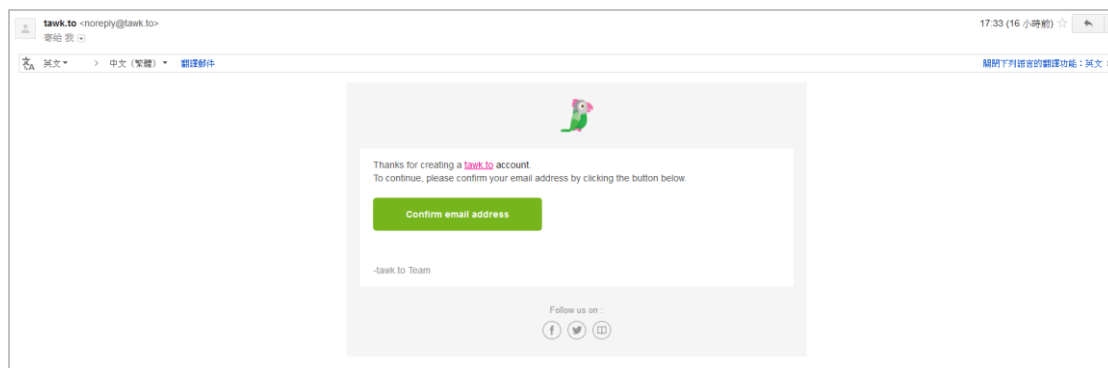 tawk.to <noreply@tawk.to>
17:33 (16 小時前)
寄給 我
英文 > 中文 (繁體) 翻譯郵件
關閉下列語言的翻譯功能：英文
Thanks for creating a tawk.to account.
To continue, please confirm your email address by clicking the button below.
Confirm email address
-tawk.to Team
Follow us on :